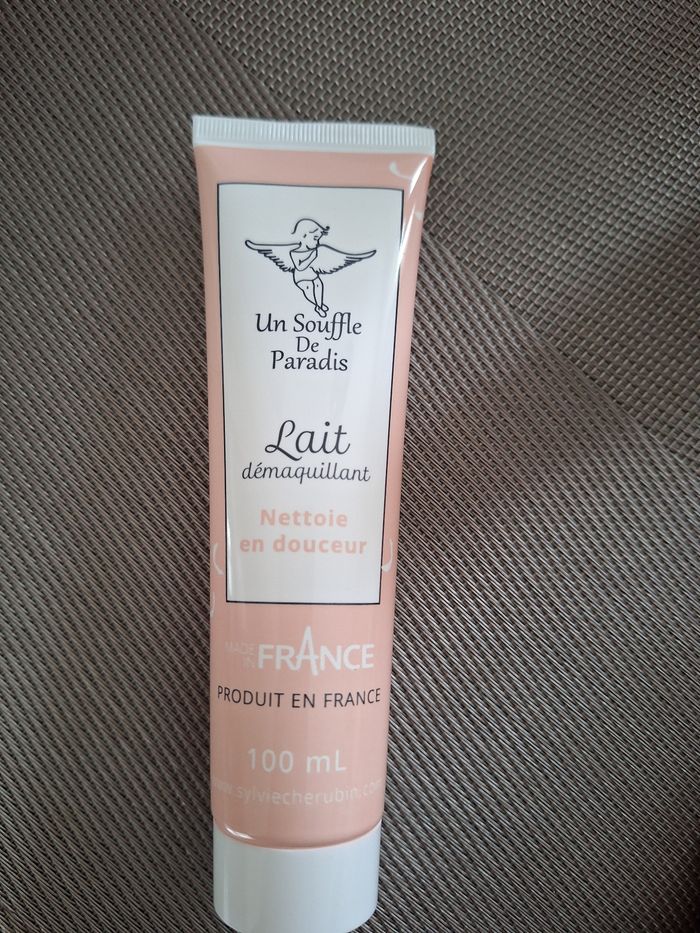 Un Souffle
De
Paradis
Lait
démaquillant
Nettoie
en douceur
MADE
IN FRANCE
PRODUIT EN FRANCE
100 mL
www.sylviecherubin.com